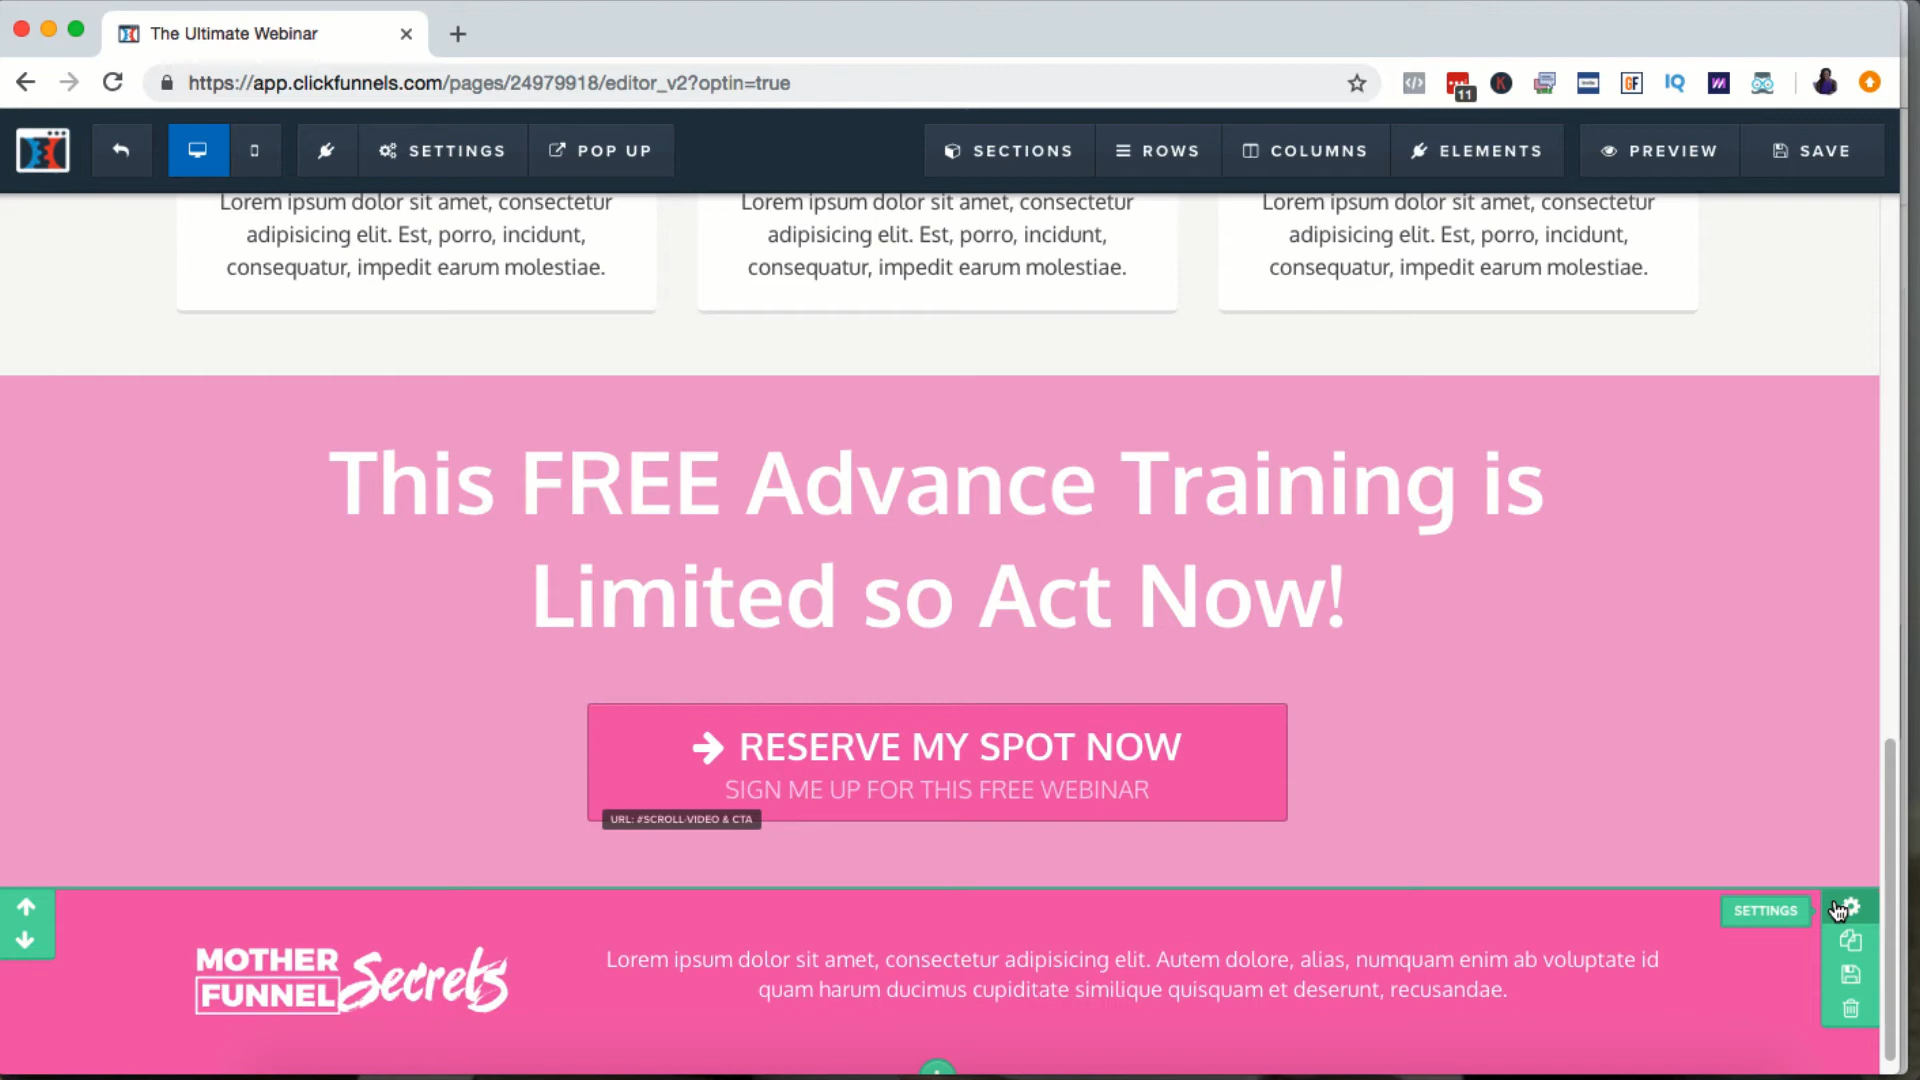 The Ultimate Webinar
https://app.clickfunnels.com/pages/24979918/editor_v2?optin=true
11
K
GF
IQ
SETTINGS
POP UP
SECTIONS
ROWS
COLUMNS
ELEMENTS
PREVIEW
SAVE
Lorem ipsum dolor sit amet, consectetur
adipisicing elit. Est, porro, incidunt,
consequatur, impedit earum molestiae.
Lorem ipsum dolor sit amet, consectetur
adipisicing elit. Est, porro, incidunt,
consequatur, impedit earum molestiae.
Lorem ipsum dolor sit amet, consectetur
adipisicing elit. Est, porro, incidunt,
consequatur, impedit earum molestiae.
This FREE Advance Training is
Limited so Act Now!
RESERVE MY SPOT NOW
SIGN ME UP FOR THIS FREE WEBINAR
URL: #SCROLL-VIDEO & CTA
SETTINGS
MOTHER
FUNNEL Secrets
Lorem ipsum dolor sit amet, consectetur adipisicing elit. Autem dolore, alias, numquam enim ab voluptate id
quam harum ducimus cupiditate similique quisquam et deserunt, recusandae.